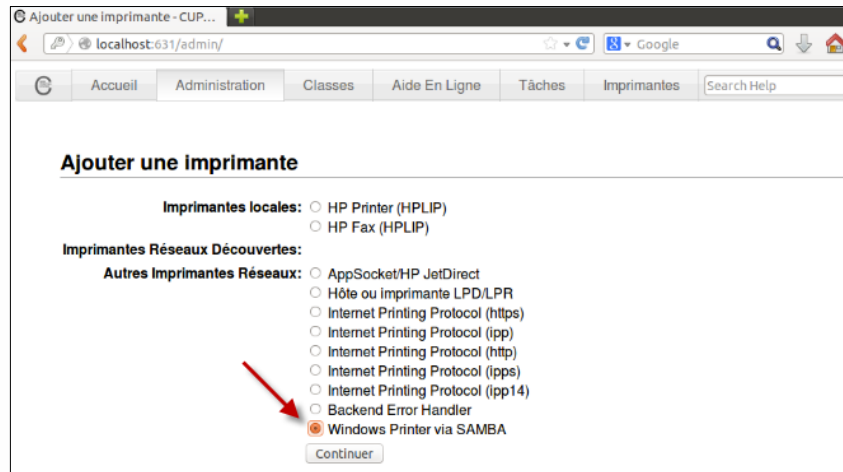 Ajouter une imprimante - CUP...
localhost:631/admin/
Google
Accueil Administration Classes Aide En Ligne Tâches Imprimantes Search Help
Ajouter une imprimante
Imprimantes locales: HP Printer (HPLIP)
HP Fax (HPLIP)
Imprimantes Réseaux Découvertes:
Autres Imprimantes Réseaux: AppSocket/HP JetDirect
Hôte ou imprimante LPD/LPR
Internet Printing Protocol (https)
Internet Printing Protocol (ipp)
Internet Printing Protocol (http)
Internet Printing Protocol (ipps)
Internet Printing Protocol (ipp14)
Backend Error Handler
Windows Printer via SAMBA
Continuer